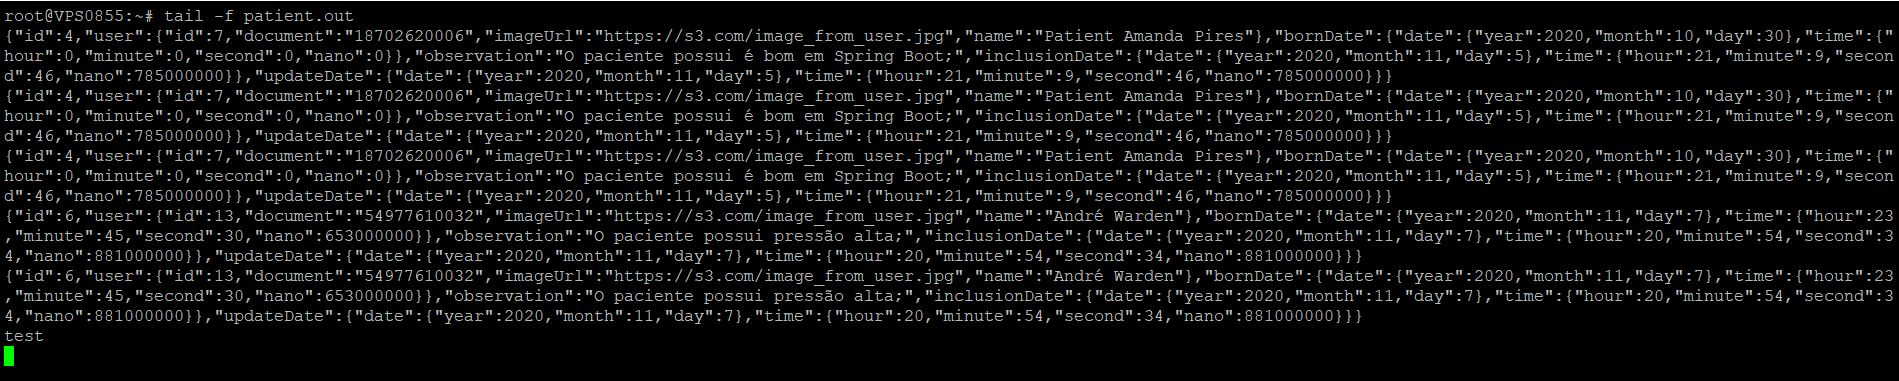 root@VPS0855:~# tail -f patient.out
{"id":4,"user":{"id":7,"document":"18702620006","imageUrl":"https://s3.com/image_from_user.jpg","name":"Patient Amanda Pires"},"bornDate":{"date":{"year":2020,"month":10,"day":30},"time":{"
hour":0,"minute":0,"second":0,"nano":0}},"observation":"O paciente possui é bom em Spring Boot;","inclusionDate":{"date":{"year":2020,"month":11,"day":5},"time":{"hour":21,"minute":9,"secon
d":46,"nano":785000000}},"updateDate":{"date":{"year":2020,"month":11,"day":5},"time":{"hour":21,"minute":9,"second":46,"nano":785000000}}}
{"id":4,"user":{"id":7,"document":"18702620006","imageUrl":"https://s3.com/image_from_user.jpg","name":"Patient Amanda Pires"},"bornDate":{"date":{"year":2020,"month":10,"day":30},"time":{"
hour":0,"minute":0,"second":0,"nano":0}},"observation":"O paciente possui é bom em Spring Boot;","inclusionDate":{"date":{"year":2020,"month":11,"day":5},"time":{"hour":21,"minute":9,"secon
d":46,"nano":785000000}},"updateDate":{"date":{"year":2020,"month":11,"day":5},"time":{"hour":21,"minute":9,"second":46,"nano":785000000}}}
{"id":4,"user":{"id":7,"document":"18702620006","imageUrl":"https://s3.com/image_from_user.jpg","name":"Patient Amanda Pires"},"bornDate":{"date":{"year":2020,"month":10,"day":30},"time":{"
hour":0,"minute":0,"second":0,"nano":0}},"observation":"O paciente possui é bom em Spring Boot;","inclusionDate":{"date":{"year":2020,"month":11,"day":5},"time":{"hour":21,"minute":9,"secon
d":46,"nano":785000000}},"updateDate":{"date":{"year":2020,"month":11,"day":5},"time":{"hour":21,"minute":9,"second":46,"nano":785000000}}}
{"id":6,"user":{"id":13,"document":"54977610032","imageUrl":"https://s3.com/image_from_user.jpg","name":"André Warden"},"bornDate":{"date":{"year":2020,"month":11,"day":7},"time":{"hour":23
,"minute":45,"second":30,"nano":653000000}},"observation":"O paciente possui pressão alta;","inclusionDate":{"date":{"year":2020,"month":11,"day":7},"time":{"hour":20,"minute":54,"second":3
4,"nano":881000000}},"updateDate":{"date":{"year":2020,"month":11,"day":7},"time":{"hour":20,"minute":54,"second":34,"nano":881000000}}}
{"id":6,"user":{"id":13,"document":"54977610032","imageUrl":"https://s3.com/image_from_user.jpg","name":"André Warden"},"bornDate":{"date":{"year":2020,"month":11,"day":7},"time":{"hour":23
,"minute":45,"second":30,"nano":653000000}},"observation":"O paciente possui pressão alta;","inclusionDate":{"date":{"year":2020,"month":11,"day":7},"time":{"hour":20,"minute":54,"second":3
4,"nano":881000000}},"updateDate":{"date":{"year":2020,"month":11,"day":7},"time":{"hour":20,"minute":54,"second":34,"nano":881000000}}}
test